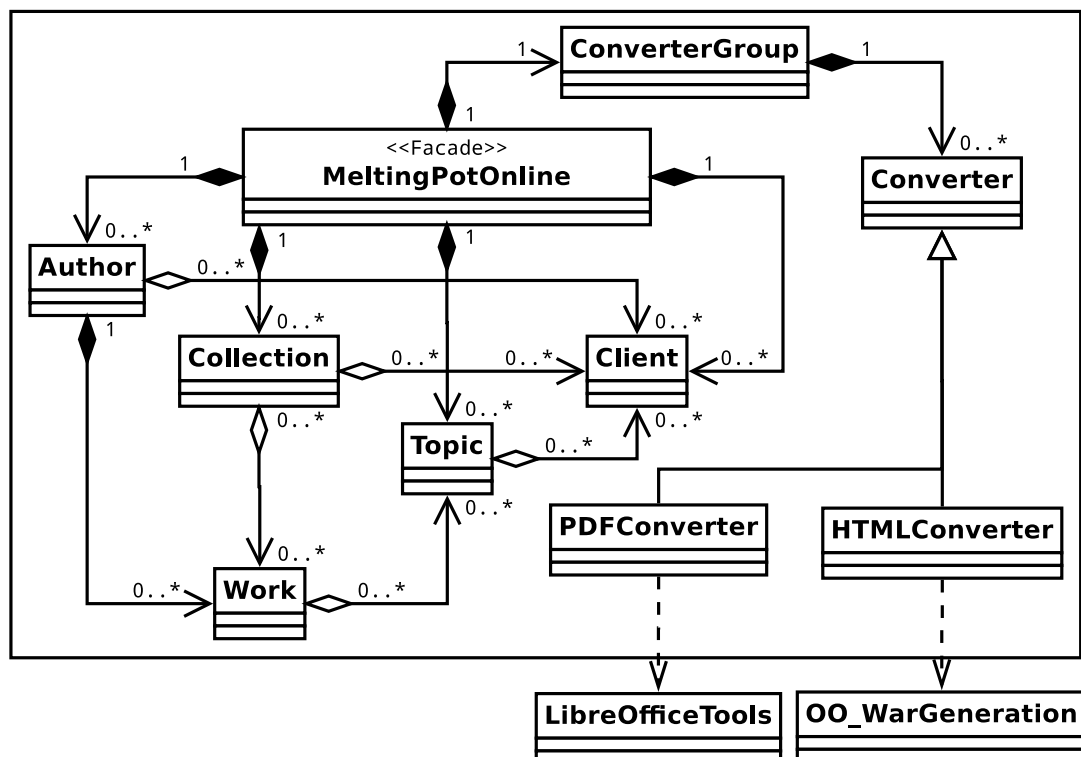 ConverterGroup
1
1
1
0..*
<<Facade>>
MeltingPotOnline
1
1
Converter
0..*
1
1
Author
0..*
0..*
1
Collection
0..*
0..*
0..*
Client
0..*
0..*
0..*
Topic
0..*
0..*
0..*
0..*
PDFConverter
HTMLConverter
Work
0..*
0..*
0..*
LibreOfficeTools
OO_WarGeneration